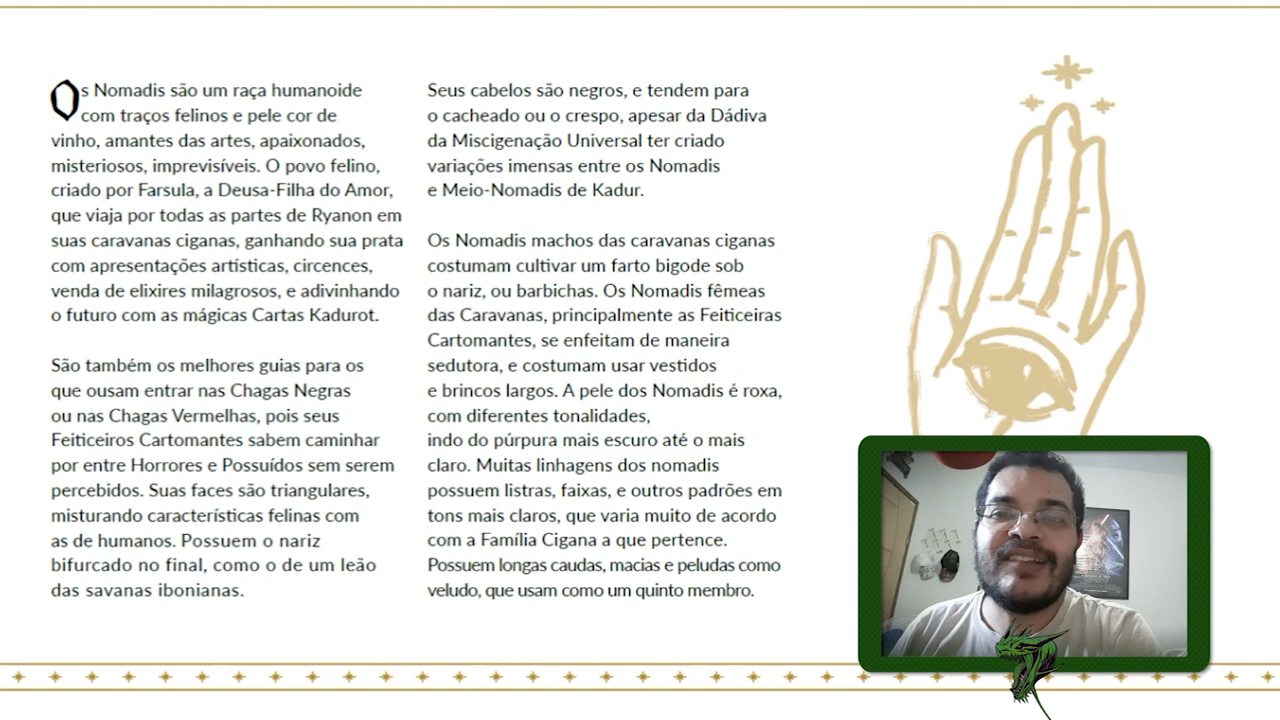 Os Nomadis são um raça humanoide
com traços felinos e pele cor de
vinho, amantes das artes, apaixonados,
misteriosos, imprevisíveis. O povo felino,
criado por Farsula, a Deusa-Filha do Amor,
que viaja por todas as partes de Ryanon em
suas caravanas ciganas, ganhando sua prata
com apresentações artísticas, circences,
venda de elixires milagrosos, e adivinhando
o futuro com as mágicas Cartas Kadurot.
São também os melhores guias para os
que ousam entrar nas Chagas Negras
ou nas Chagas Vermelhas, pois seus
Feiticeiros Cartomantes sabem caminhar
por entre Horrores e Possuídos sem serem
percebidos. Suas faces são triangulares,
misturando características felinas com
as de humanos. Possuem o nariz
bifurcado no final, como o de um leão
das savanas ibonianas.
Seus cabelos são negros, e tendem para
o cacheado ou o crespo, apesar da Dádiva
da Miscigenação Universal ter criado
variações imensas entre os Nomadis
e Meio-Nomadis de Kadur.
Os Nomadis machos das caravanas ciganas
costumam cultivar um farto bigode sob
o nariz, ou barbichas. Os Nomadis fêmeas
das Caravanas, principalmente as Feiticeiras
Cartomantes, se enfeitam de maneira
sedutora, e costumam usar vestidos
e brincos largos. A pele dos Nomadis é roxa,
com diferentes tonalidades,
indo do púrpura mais escuro até o mais
claro. Muitas linhagens dos nomadis
possuem listras, faixas, e outros padrões em
tons mais claros, que varia muito de acordo
com a Família Cigana a que pertence.
Possuem longas caudas, macias e peludas como
veludo, que usam como um quinto membro.